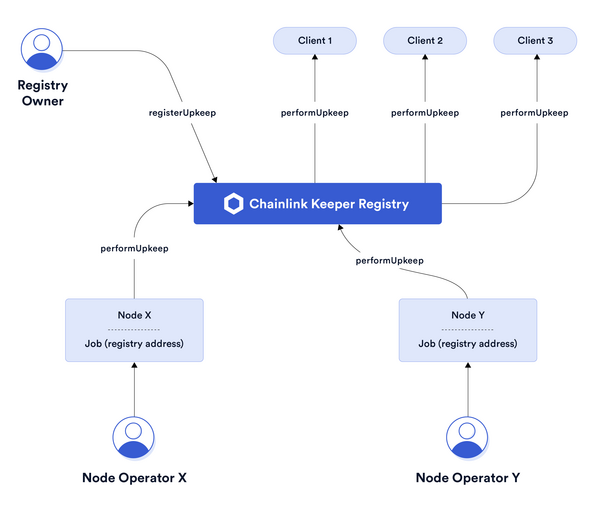 Client 1
Client 2
Client 3
Registry
Owner
registerUpkeep
performUpkeep
performUpkeep
performUpkeep
Chainlink Keeper Registry
performUpkeep
performUpkeep
Node X
Job (registry address)
Node Y
Job (registry address)
Node Operator X
Node Operator Y